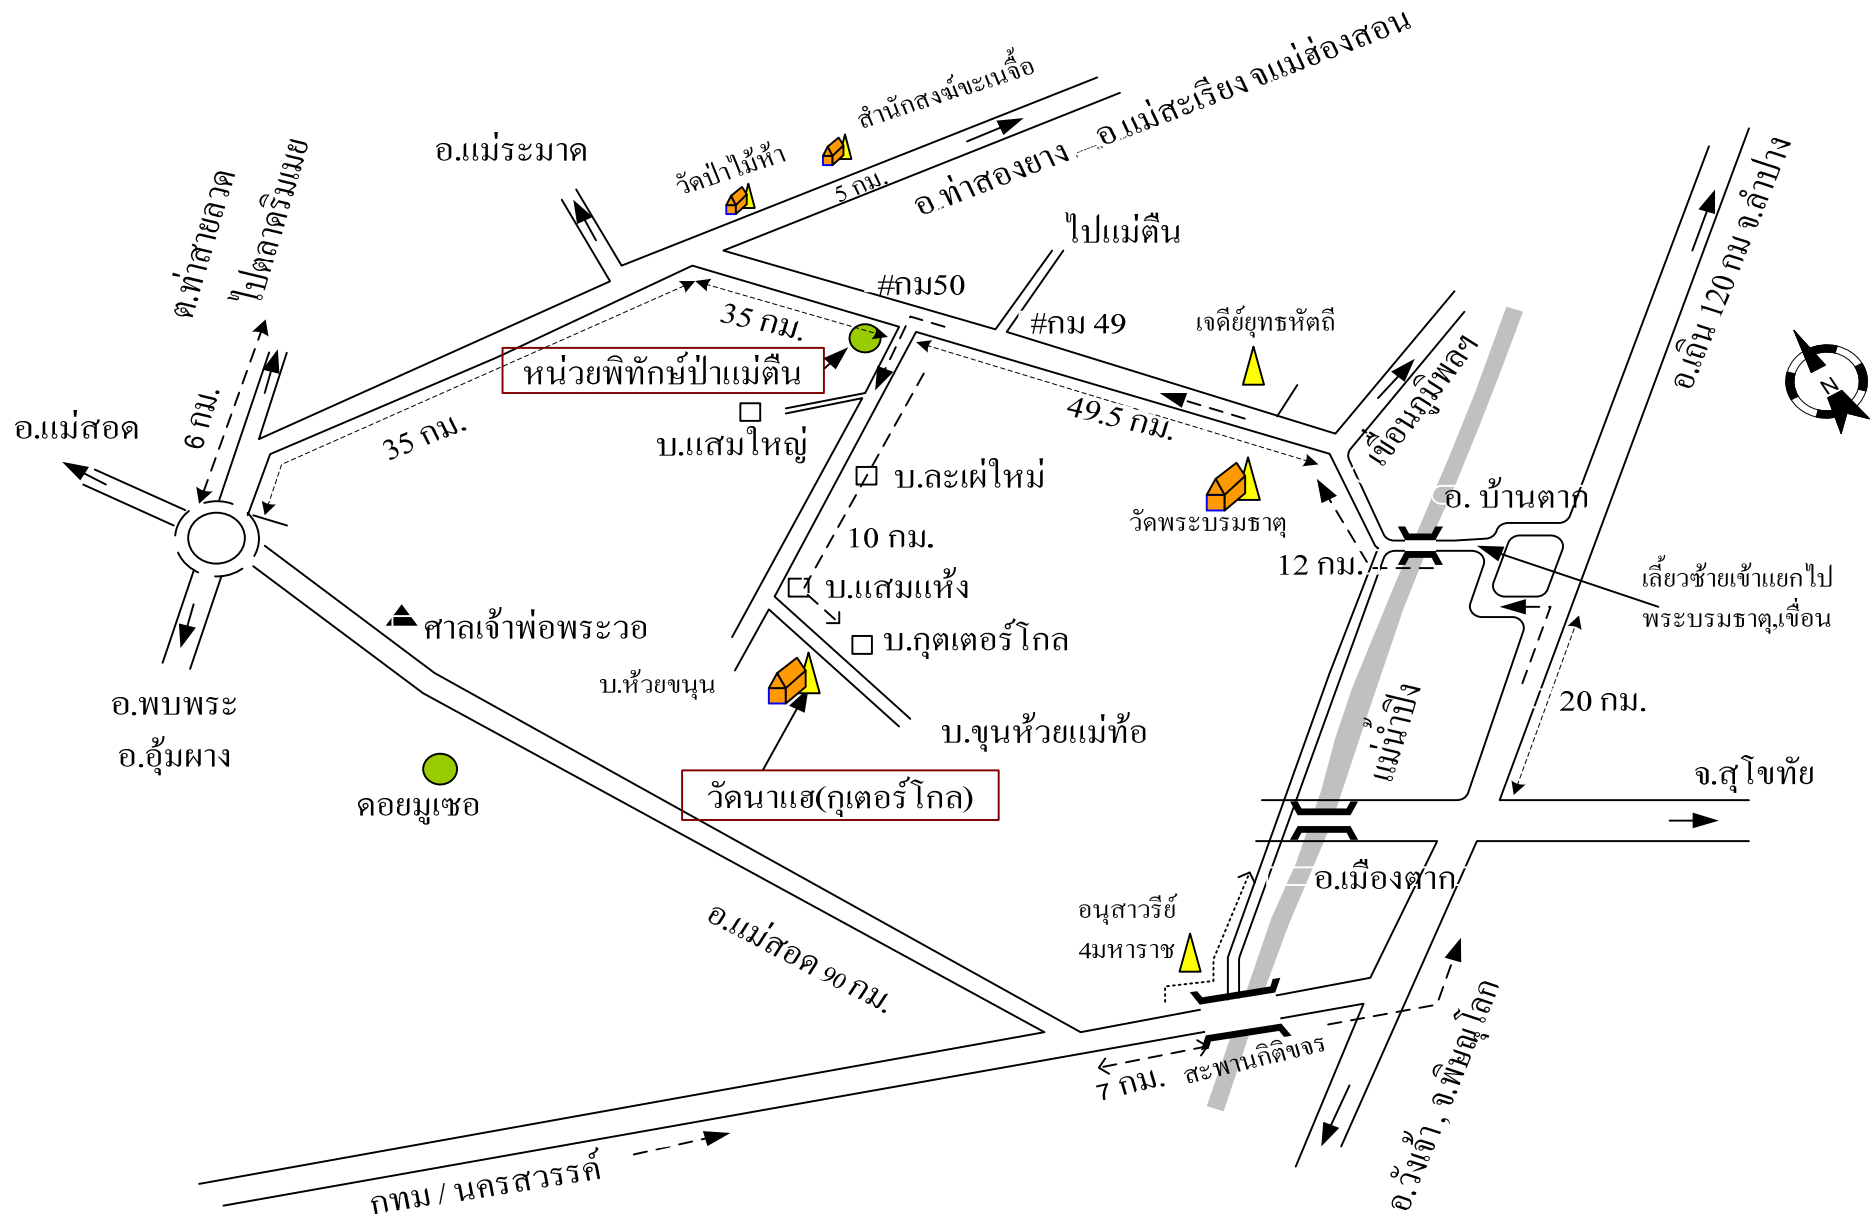 สำนักสงฆ์ขะเนจื้อ
วัดป่าไม้ห้า
อ.แม่ระมาด
5 กม.
อ.ท่าสองยาง
อ.แม่สะเรียง จ.แม่ฮ่องสอน
ต.ท่าสายลวด
ไปตลาดริมเมย
ไปแม่ตืน
#กม50
#กม 49
35 กม.
เจดีย์ยุทธหัตถี
อ.เถิน 120 กม จ.ลำปาง
N
หน่วยพิทักษ์ป่าแม่ตืน
6 กม.
อ.แม่สอด
35 กม.
49.5 กม.
เขื่อนภูมิพลฯ
บ.แสมใหญ่
บ.ละเผ่ใหม่
อ. บ้านตาก
วัดพระบรมธาตุ
10 กม.
12 กม.
เลี้ยวซ้ายเข้าแยกไป
พระบรมธาตุ,เขื่อน
บ.แสมแห้ง
ศาลเจ้าพ่อพระวอ
บ.กุตเตอร์โกล
บ.ห้วยขนุน
แม่น้ำปิง
20 กม.
อ.พบพระ
อ.อุ้มผาง
บ.ขุนห้วยแม่ท้อ
จ.สุโขทัย
ดอยมูเซอ
วัดนาแฮ(กุเตอร์โกล)
อ.เมืองตาก
อนุสาวรีย์
4มหาราช
อ.แม่สอด 90 กม.
สะพานกิติขจร
7 กม.
อ.วังเจ้า , จ.พิษณุโลก
กทม / นครสวรรค์